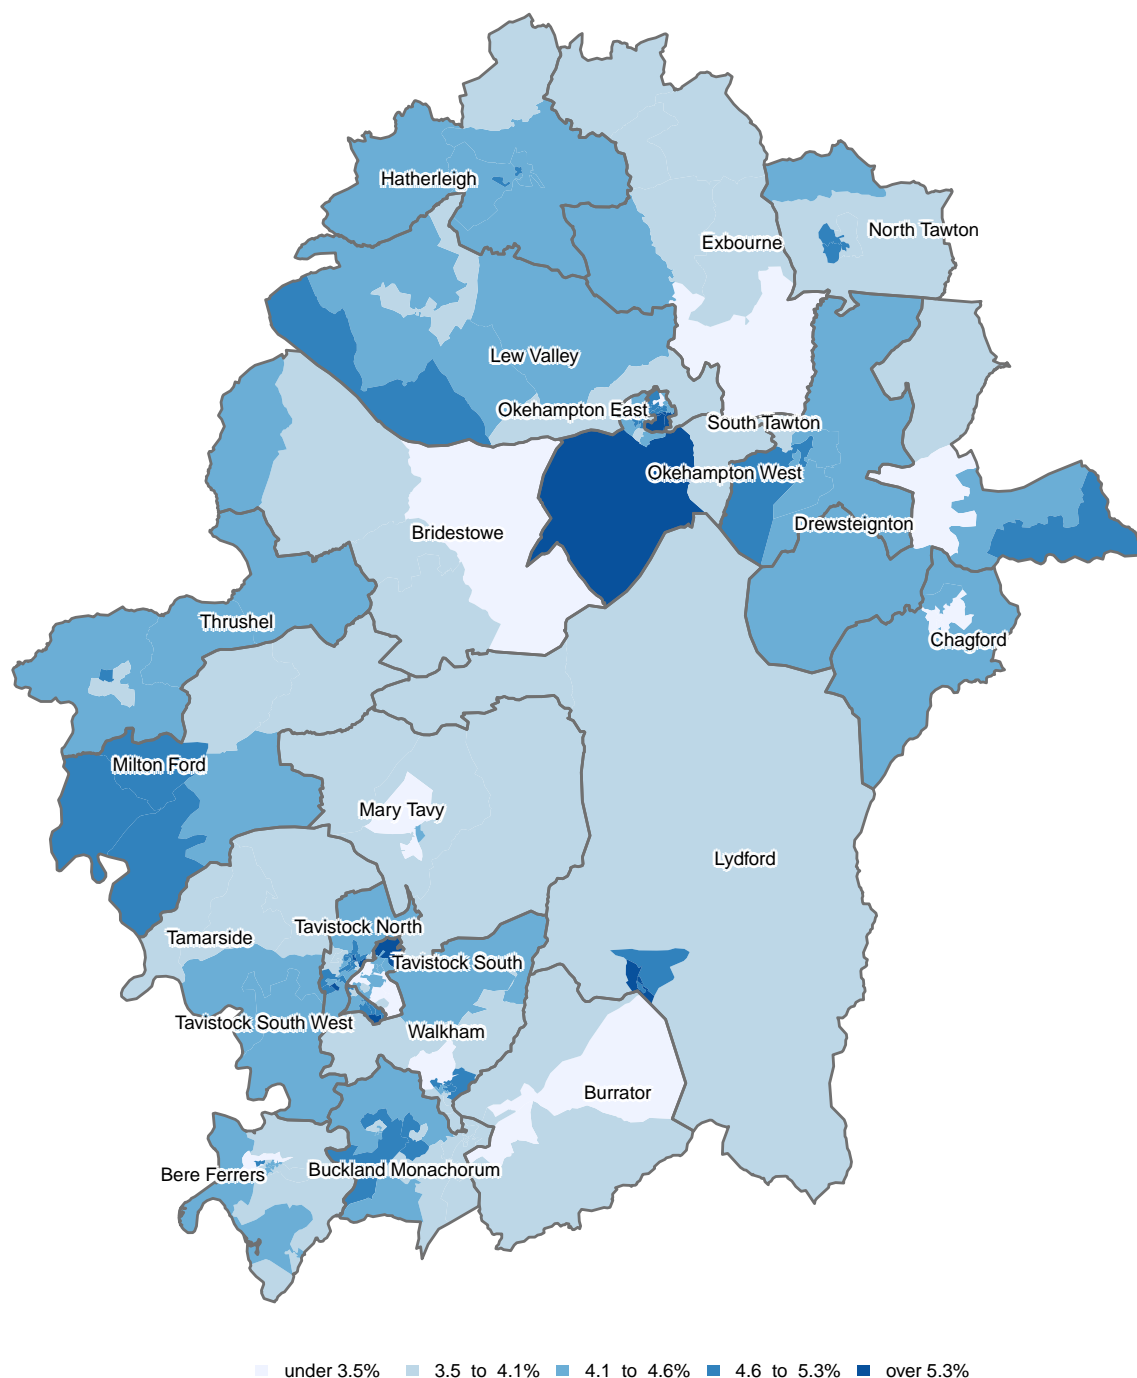 Hatherleigh
North Tawton
Exbourne
Lew Valley
Okehampton East
South Tawton
Okehampton West
Drewsteignton
Bridestowe
Thrushel
Chagford
Milton Ford
Mary Tavy
Lydford
Tavistock North
Tamarside
Tavistock South
Tavistock South West
Walkham
Burrator
Buckland Monachorum
Bere Ferrers
under 3.5% 3.5 to 4.1% 4.1 to 4.6% 4.6 to 5.3% over 5.3%